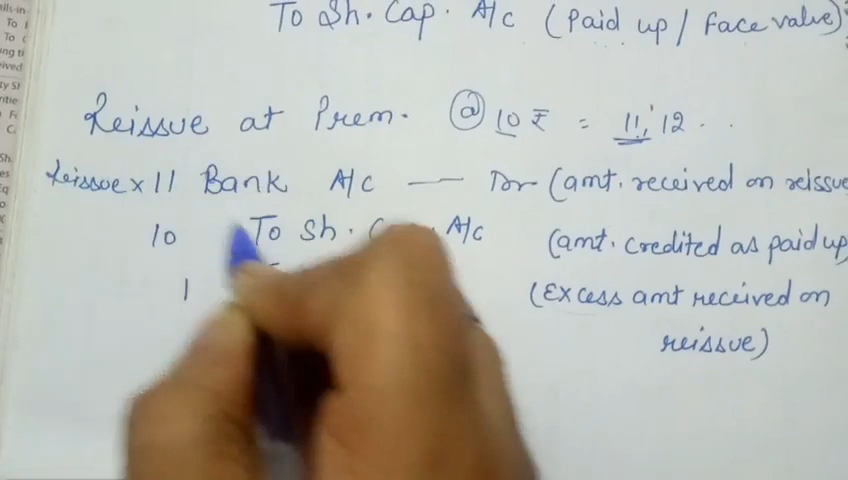 To Sh. Cap. A/c (Paid up / Face value)
Reissue at Prem. @ 10 ₹ = 11, 12 ..
Reissue x 11 Bank A/c — Dr (amt. received on reissue
10 To Sh. A/c (amt. credited as paid up
1 (Excess amt received on
reissue)